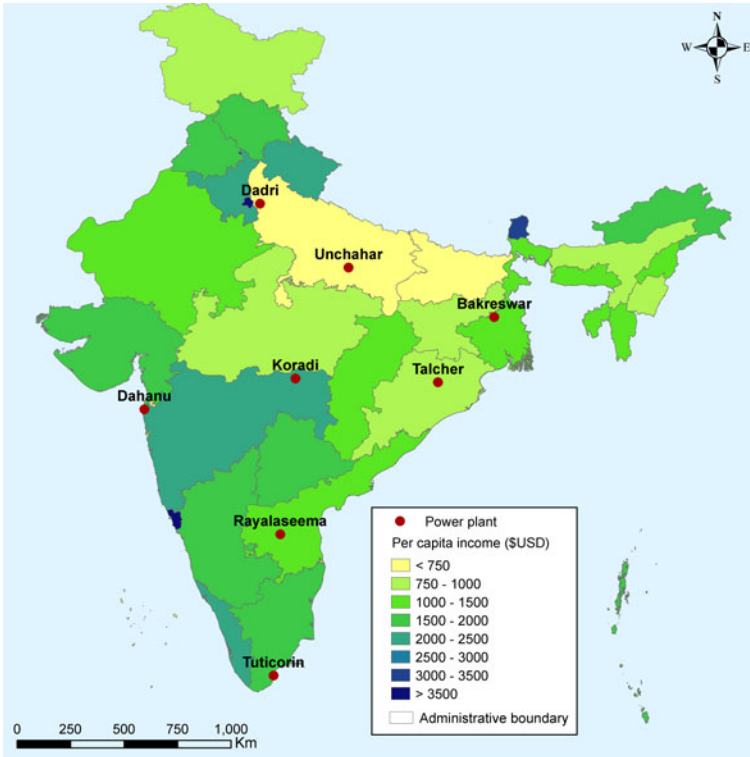 N
W E
S
Dadri
Unchahar
Bakreswar
Koradi
Talcher
Dahanu
Rayalaseema
Tuticorin
Power plant
Per capita income ($USD)
< 750
750 - 1000
1000 - 1500
1500 - 2000
2000 - 2500
2500 - 3000
3000 - 3500
> 3500
Administrative boundary
0 250 500 750 1,000
Km